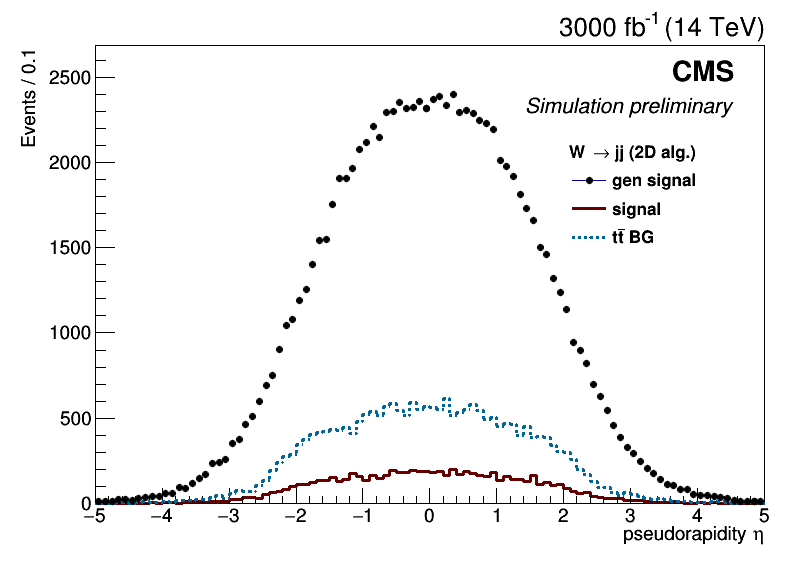 3000 fb⁻¹ (14 TeV)
Events / 0.1
CMS
Simulation preliminary
W → jj (2D alg.)
gen signal
signal
tt̄ BG
2500
2000
1500
1000
500
0
−5 −4 −3 −2 −1 0 1 2 3 4 5
pseudorapidity η